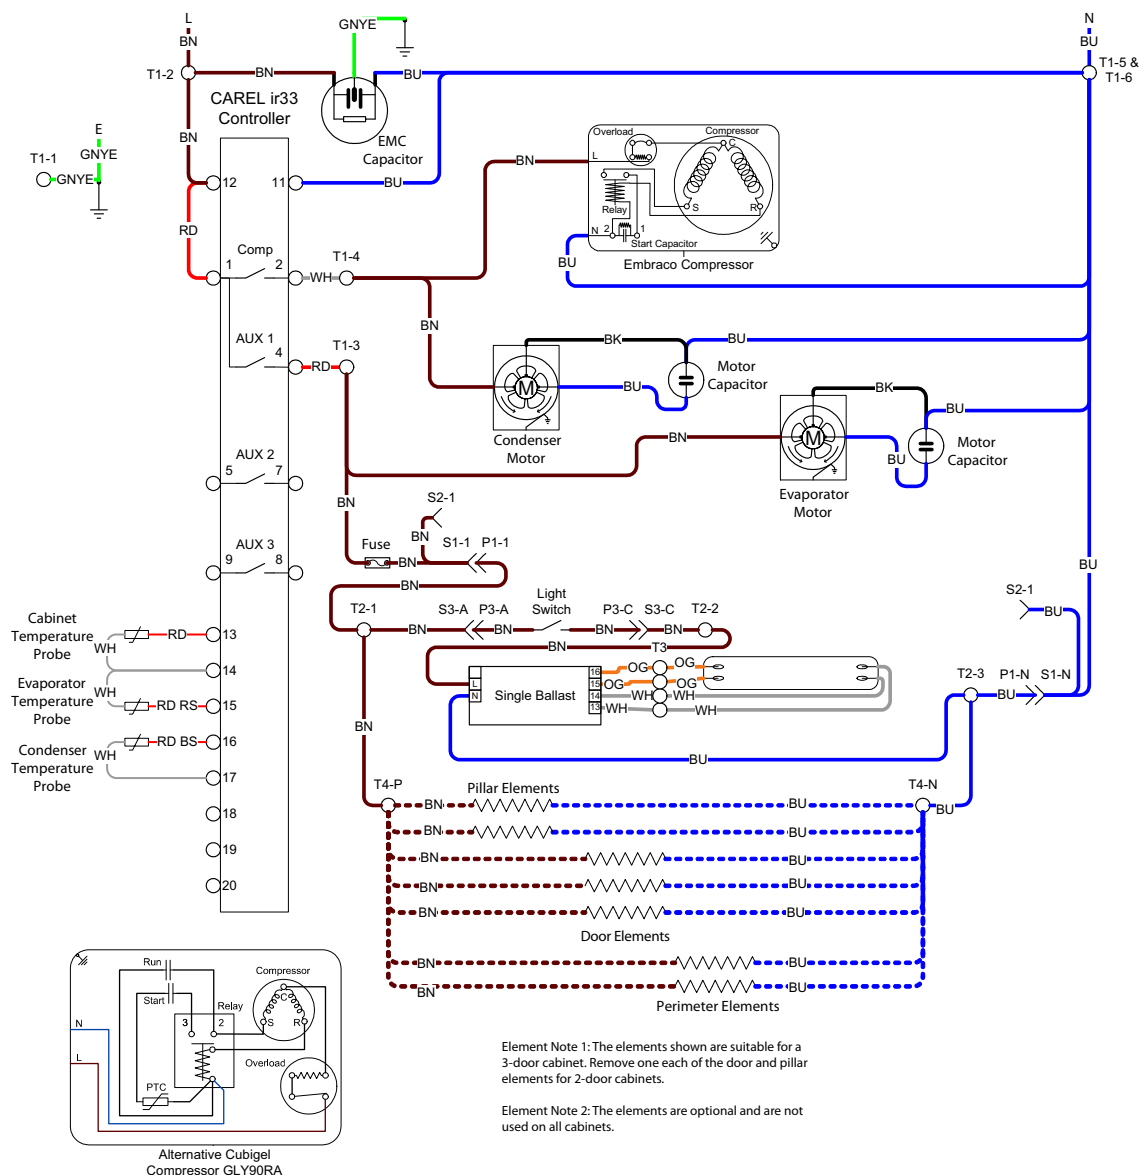 L
N
BN
GNYE
BU
T1-2
BN
BU
T1-5 &
T1-6
CAREL ir33
Controller
EMC
Capacitor
BN
E
GNYE
T1-1
GNYE
12
11
BU
Overload
Compressor
BN
L
C
S
R
Relay
N
2
1
Start Capacitor
Embraco Compressor
BU
RD
Comp
1
2
WH
T1-4
BN
AUX 1
4
RD
T1-3
BK
BU
M
BU
Motor
Capacitor
Condenser
Motor
BK
BU
BN
M
BU
Motor
Capacitor
Evaporator
Motor
AUX 2
5
7
BN
S2-1
BN
Fuse
BN
S1-1
P1-1
BN
AUX 3
9
8
BU
S2-1
BU
Cabinet
Temperature
Probe
WH
RD
13
14
T2-1
BN
S3-A
P3-A
BN
Light
Switch
BN
P3-C
S3-C
BN
T2-2
BN
T3
Evaporator
Temperature
Probe
RD RS
15
L
N
Single Ballast
16
15
14
13
OG
OG
OG
OG
WH
WH
WH
WH
T2-3
BU
P1-N
S1-N
Condenser
Temperature
Probe
WH
RD BS
16
17
18
19
20
BN
BU
T4-P
Pillar Elements
T4-N
BN
BU
BU
BN
BU
BN
BU
BN
BU
BN
BU
Door Elements
BN
BU
BN
BU
Perimeter Elements
Run
Start
Compressor
C
S
R
Relay
3
2
N
L
Overload
PTC
Alternative Cubigel
Compressor GLY90RA
Element Note 1: The elements shown are suitable for a
3-door cabinet. Remove one each of the door and pillar
elements for 2-door cabinets.
Element Note 2: The elements are optional and are not
used on all cabinets.